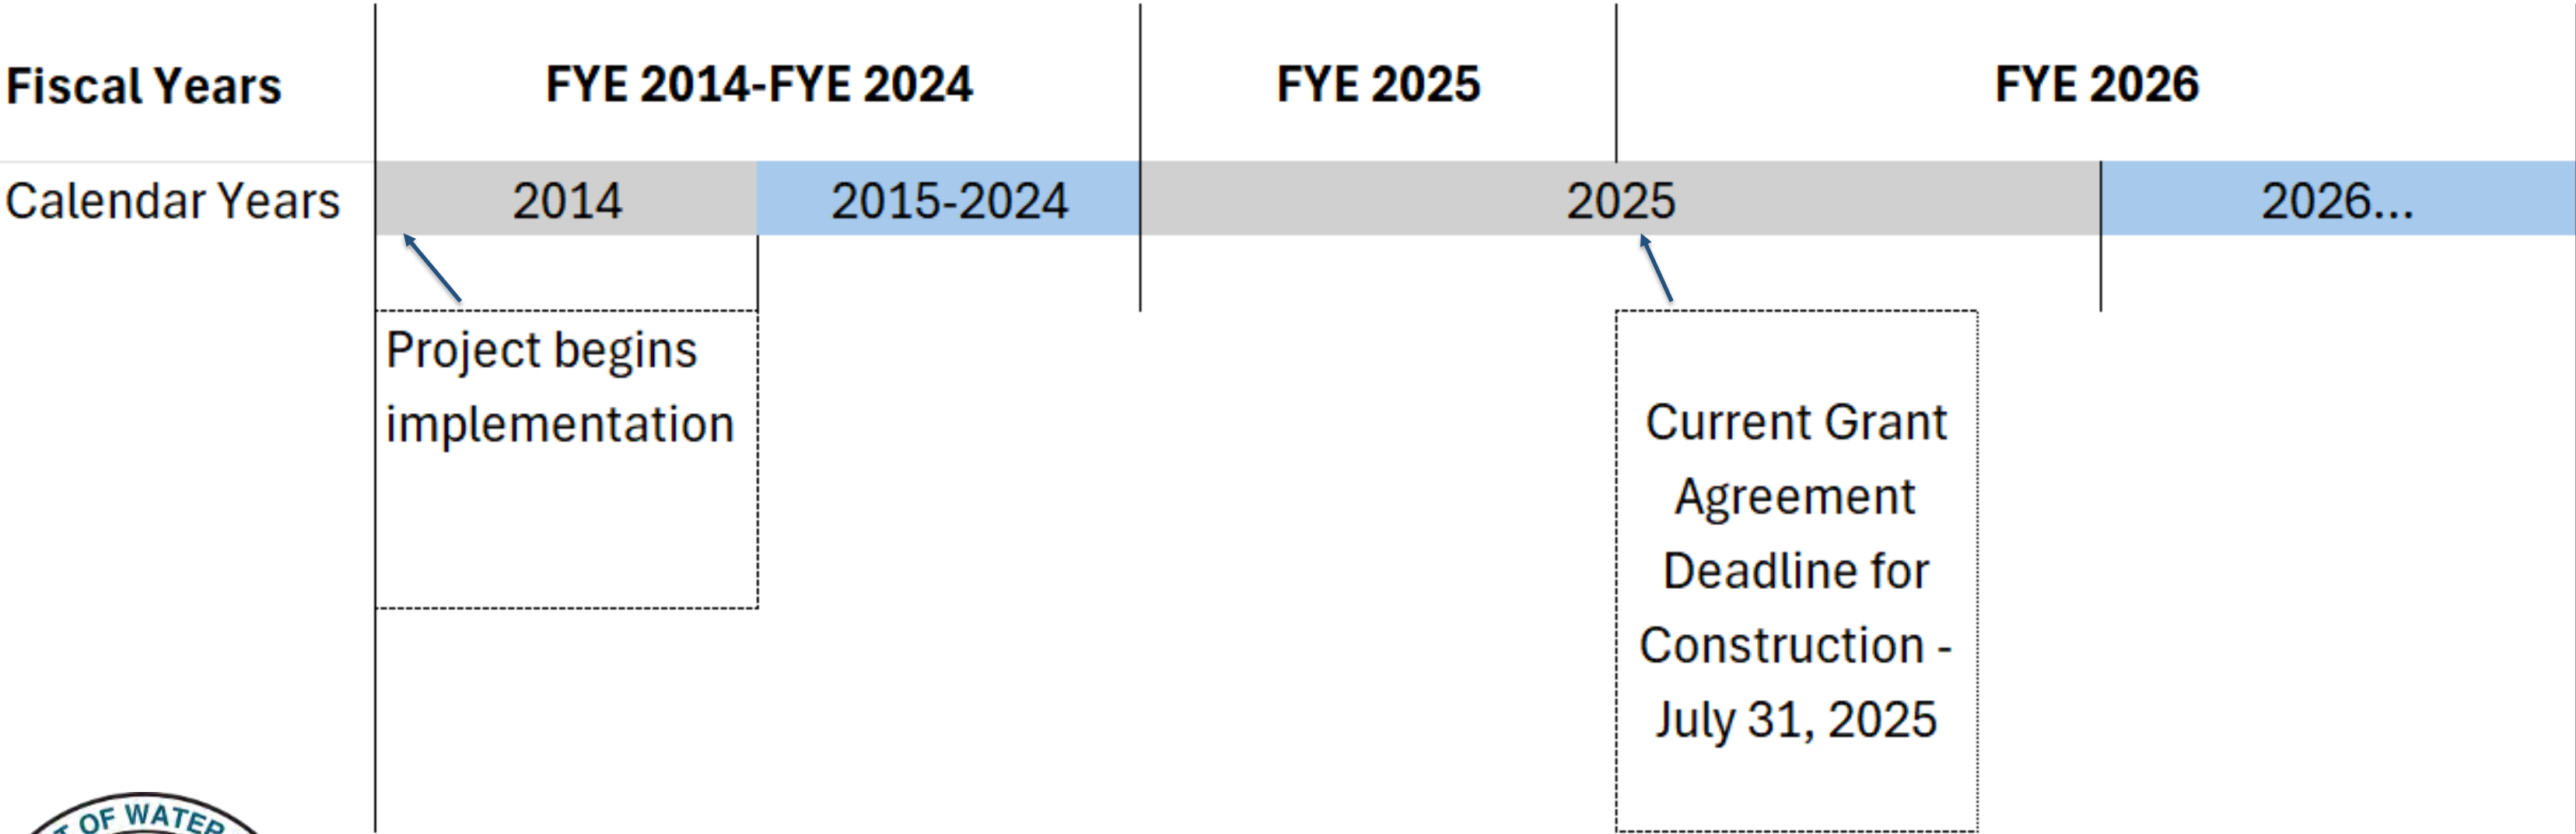 Fiscal Years
FYE 2014-FYE 2024
FYE 2025
FYE 2026
Calendar Years
2014
2015-2024
2025
2026...
Project begins
implementation
Current Grant
Agreement
Deadline for
Construction -
July 31, 2025
OF WATER